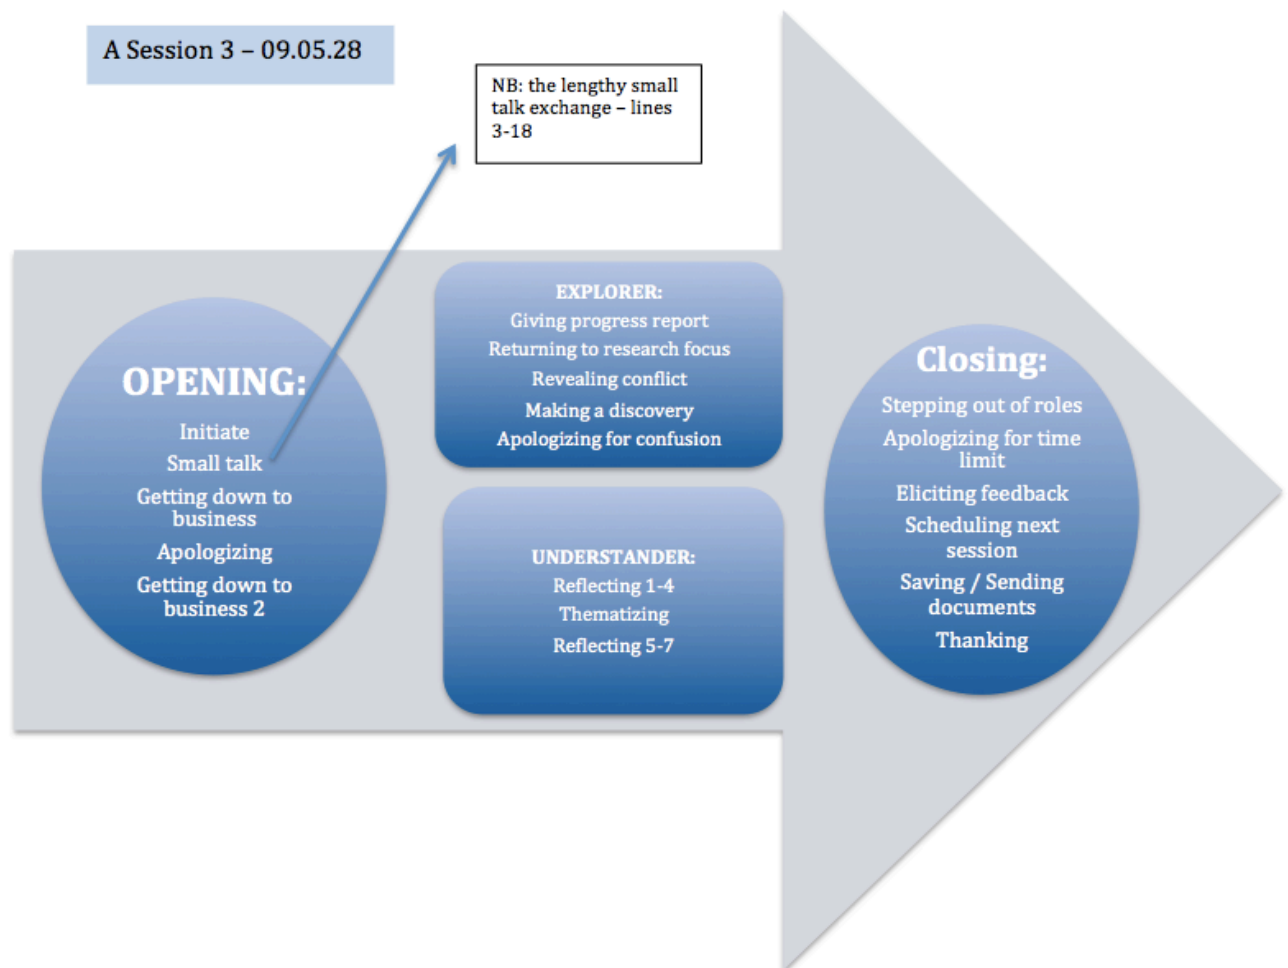 A Session 3 – 09.05.28
NB: the lengthy small
talk exchange – lines
3-18
OPENING:
Initiate
Small talk
Getting down to
business
Apologizing
Getting down to
business 2
EXPLORER:
Giving progress report
Returning to research focus
Revealing conflict
Making a discovery
Apologizing for confusion
UNDERSTANDER:
Reflecting 1-4
Thematizing
Reflecting 5-7
Closing:
Stepping out of roles
Apologizing for time
limit
Eliciting feedback
Scheduling next
session
Saving / Sending
documents
Thanking